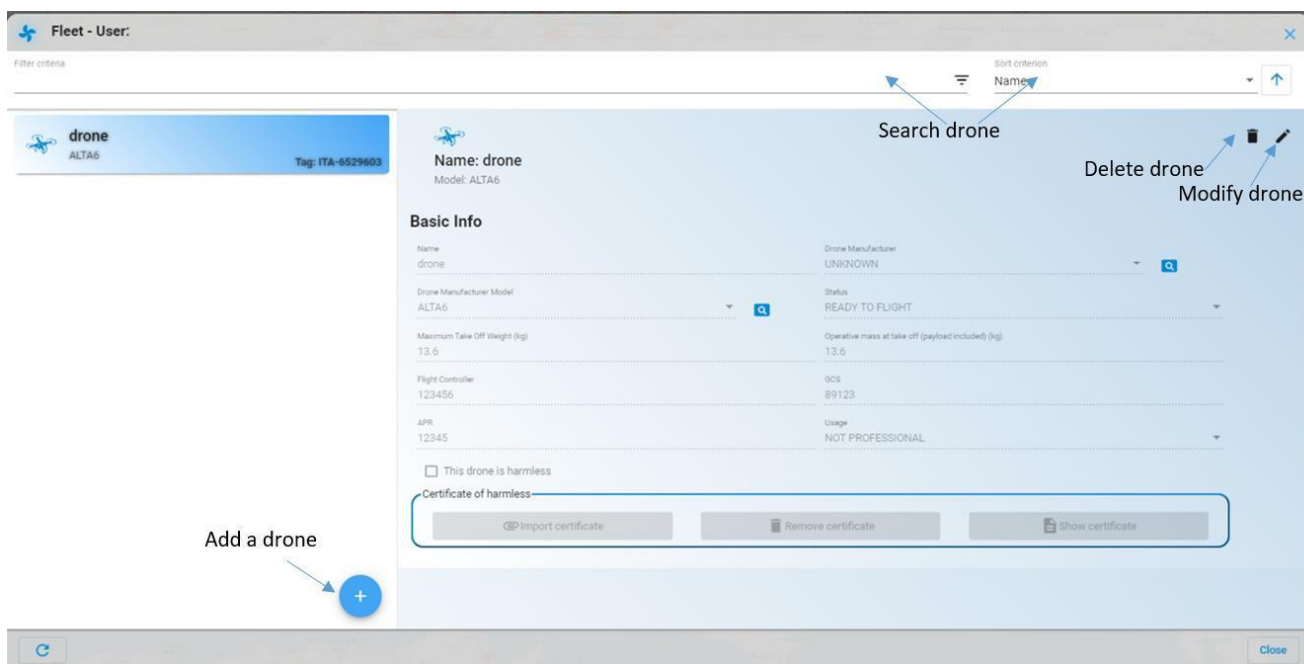 Fleet - User:
Filter criteria
Sort criterion
Name
Search drone
drone
ALTA6
Tag: ITA-6529603
Name: drone
Model: ALTA6
Delete drone
Modify drone
Basic Info
Name
drone
Drone Manufacturer
UNKNOWN
Drone Manufacturer Model
ALTA6
Status
READY TO FLIGHT
Maximum Take Off Weight (kg)
13.6
Operative mass at take off (payload included) (kg)
13.6
Flight Controller
123456
GCS
89123
APR
12345
Usage
NOT PROFESSIONAL
This drone is harmless
Certificate of harmless
Import certificate
Remove certificate
Show certificate
Add a drone
Close